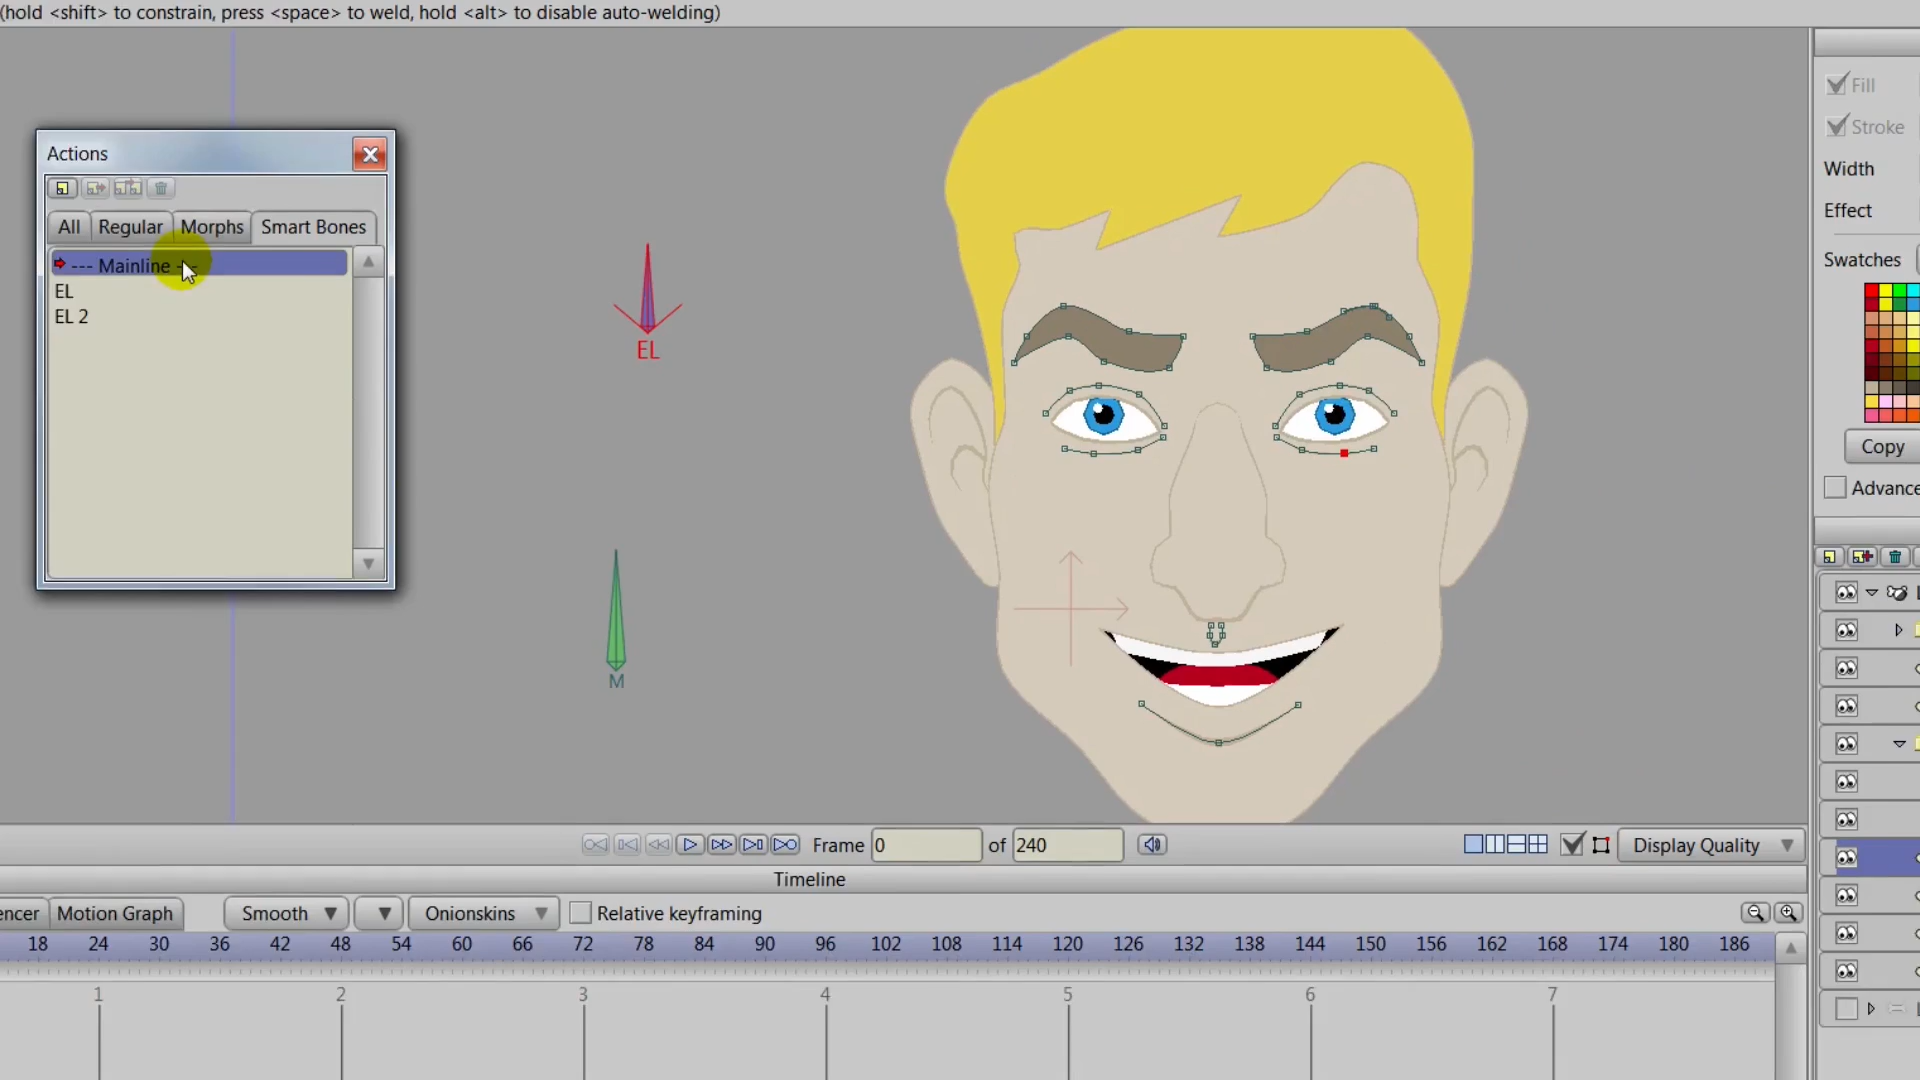 (hold <shift> to constrain, press <space> to weld, hold <alt> to disable auto-welding)
Actions
All Regular Morphs Smart Bones
--- Mainline ---
EL
EL 2
EL
M
Fill
Stroke
Width
Effect
Swatches
Copy
Advance
Frame 0 of 240
Display Quality
Timeline
encer Motion Graph Smooth Onionskins Relative keyframing
18 24 30 36 42 48 54 60 66 72 78 84 90 96 102 108 114 120 126 132 138 144 150 156 162 168 174 180 186
1 2 3 4 5 6 7